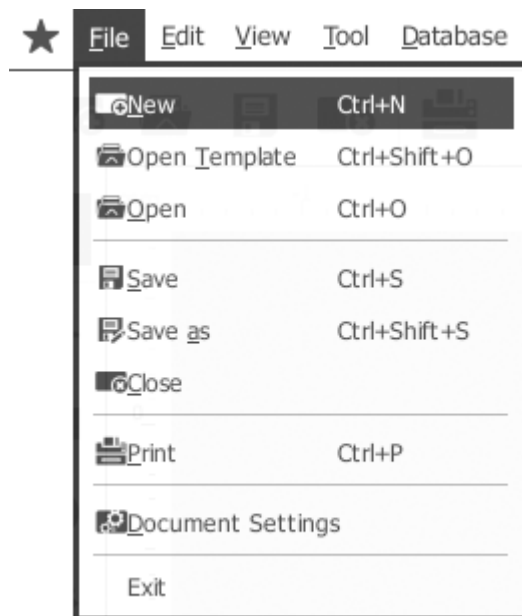 File Edit View Tool Database
New Ctrl+N
Open Template Ctrl+Shift+O
Open Ctrl+O
Save Ctrl+S
Save as Ctrl+Shift+S
Close
Print Ctrl+P
Document Settings
Exit